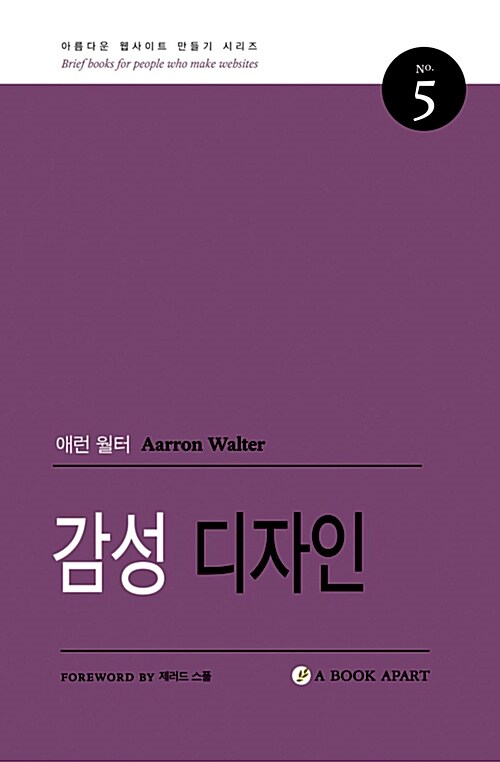 아름다운 웹사이트 만들기 시리즈
Brief books for people who make websites
No.
5
애런 월터 Aarron Walter
감성 디자인
FOREWORD BY 제러드 스풀
A BOOK APART